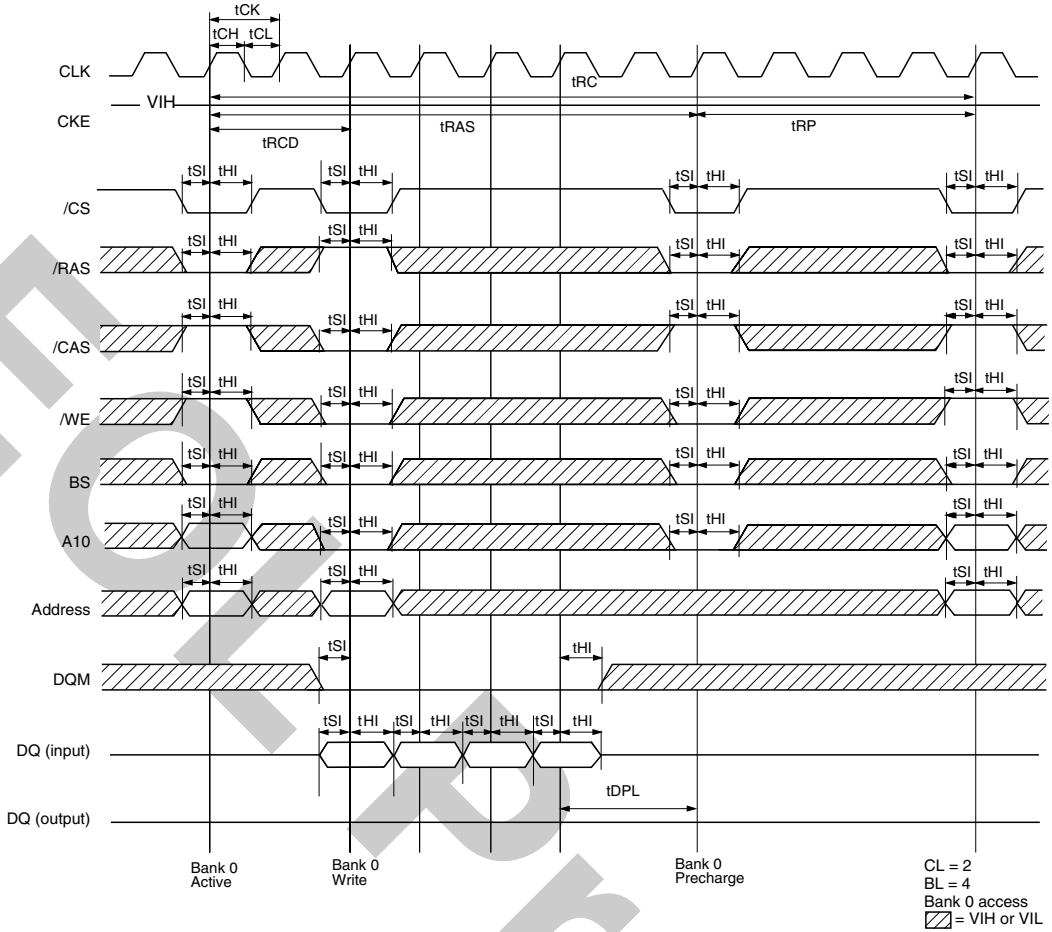 tCK
tCH tCL
CLK
tRC
VIH
CKE
tRAS tRP
tRCD
tSI tHI tSI tHI tSI tHI tSI tHI
/CS
tSI tHI tSI tHI tSI tHI tSI tHI
/RAS
tSI tHI tSI tHI tSI tHI tSI tHI
/CAS
tSI tHI tSI tHI tSI tHI tSI tHI
/WE
tSI tHI tSI tHI tSI tHI tSI tHI
BS
tSI tHI tSI tHI tSI tHI tSI tHI
A10
tSI tHI tSI tHI tSI tHI
Address
tSI tHI
DQM
tSI tHI tSI tHI tSI tHI tSI tHI
DQ (input)
tDPL
DQ (output)
Bank 0
Active
Bank 0
Write
Bank 0
Precharge
CL = 2
BL = 4
Bank 0 access
= VIH or VIL